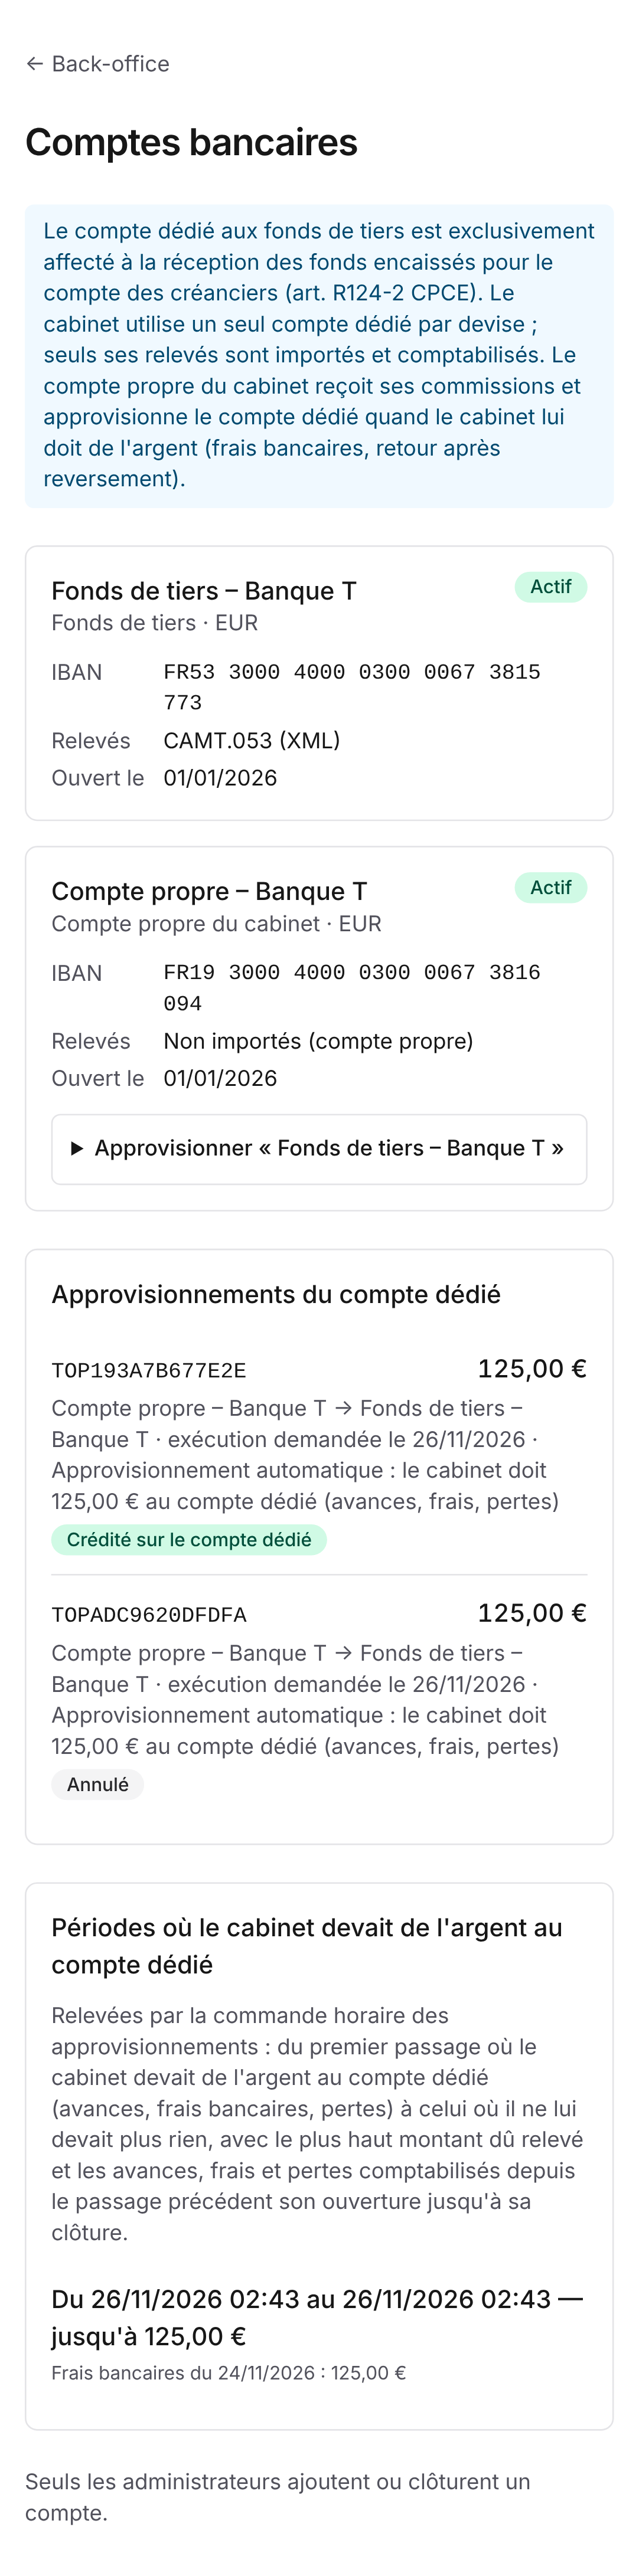 ← Back-office
Comptes bancaires
Le compte dédié aux fonds de tiers est exclusivement
affecté à la réception des fonds encaissés pour le
compte des créanciers (art. R124-2 CPCE). Le
cabinet utilise un seul compte dédié par devise ;
seuls ses relevés sont importés et comptabilisés. Le
compte propre du cabinet reçoit ses commissions et
approvisionne le compte dédié quand le cabinet lui
doit de l'argent (frais bancaires, retour après
reversement).
Fonds de tiers – Banque T
Actif
Fonds de tiers · EUR
IBAN FR53 3000 4000 0300 0067 3815
773
Relevés CAMT.053 (XML)
Ouvert le 01/01/2026
Compte propre – Banque T
Actif
Compte propre du cabinet · EUR
IBAN FR19 3000 4000 0300 0067 3816
094
Relevés Non importés (compte propre)
Ouvert le 01/01/2026
▶ Approvisionner « Fonds de tiers – Banque T »
Approvisionnements du compte dédié
TOP193A7B677E2E 125,00 €
Compte propre – Banque T → Fonds de tiers –
Banque T · exécution demandée le 26/11/2026 ·
Approvisionnement automatique : le cabinet doit
125,00 € au compte dédié (avances, frais, pertes)
Crédité sur le compte dédié
TOPADC9620DFDFA 125,00 €
Compte propre – Banque T → Fonds de tiers –
Banque T · exécution demandée le 26/11/2026 ·
Approvisionnement automatique : le cabinet doit
125,00 € au compte dédié (avances, frais, pertes)
Annulé
Périodes où le cabinet devait de l'argent au
compte dédié
Relevées par la commande horaire des
approvisionnements : du premier passage où le
cabinet devait de l'argent au compte dédié
(avances, frais bancaires, pertes) à celui où il ne lui
devait plus rien, avec le plus haut montant dû relevé
et les avances, frais et pertes comptabilisés depuis
le passage précédent son ouverture jusqu'à sa
clôture.
Du 26/11/2026 02:43 au 26/11/2026 02:43 —
jusqu'à 125,00 €
Frais bancaires du 24/11/2026 : 125,00 €
Seuls les administrateurs ajoutent ou clôturent un
compte.